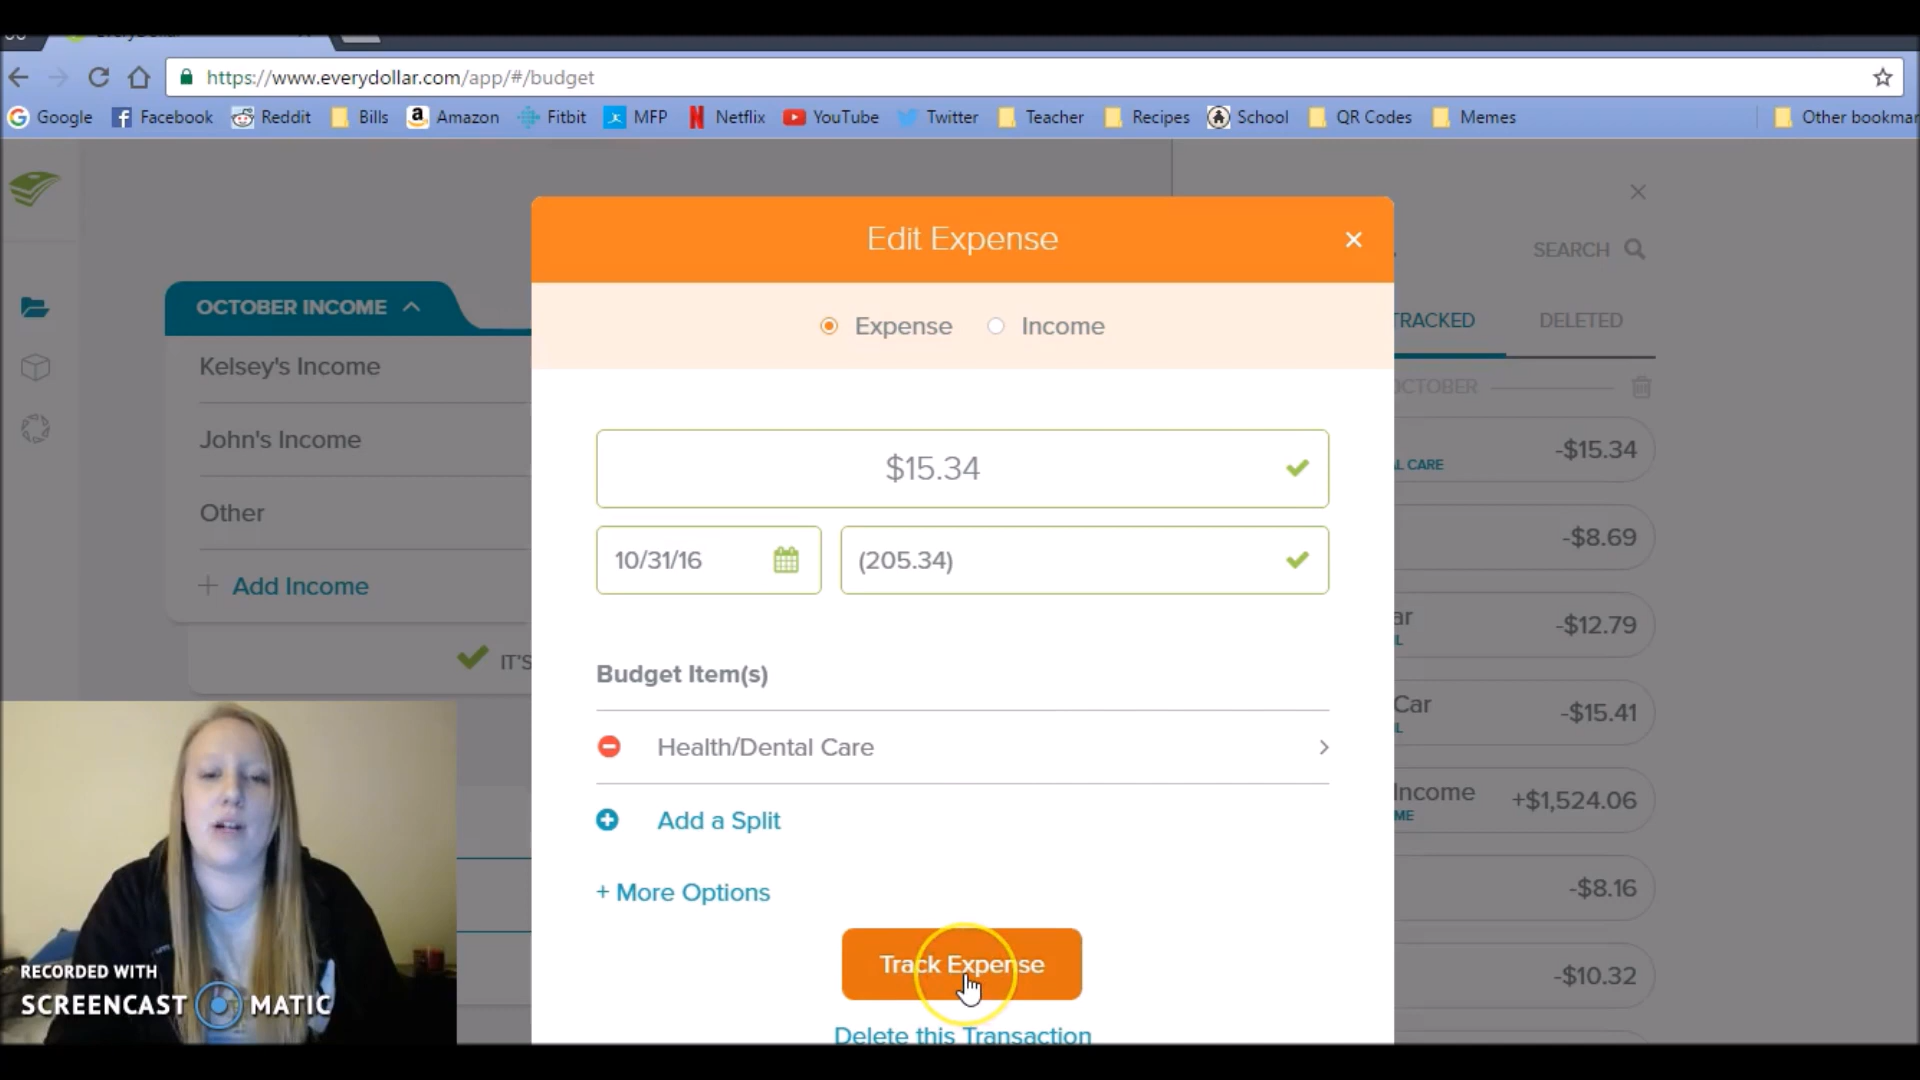 https://www.everydollar.com/app/#/budget
Google Facebook Reddit Bills Amazon Fitbit MFP Netflix YouTube Twitter Teacher Recipes School QR Codes Memes Other bookmar
Edit Expense
SEARCH
OCTOBER INCOME
Expense Income
TRACKED DELETED
Kelsey's Income
OCTOBER
John's Income
$15.34
-$15.34
L CARE
Other
10/31/16 (205.34)
-$8.69
Add Income
ar -$12.79
L
IT'S
Budget Item(s)
Car -$15.41
L
Health/Dental Care
Income +$1,524.06
ME
Add a Split
+ More Options
-$8.16
Track Expense
-$10.32
RECORDED WITH
SCREENCAST MATIC
Delete this Transaction